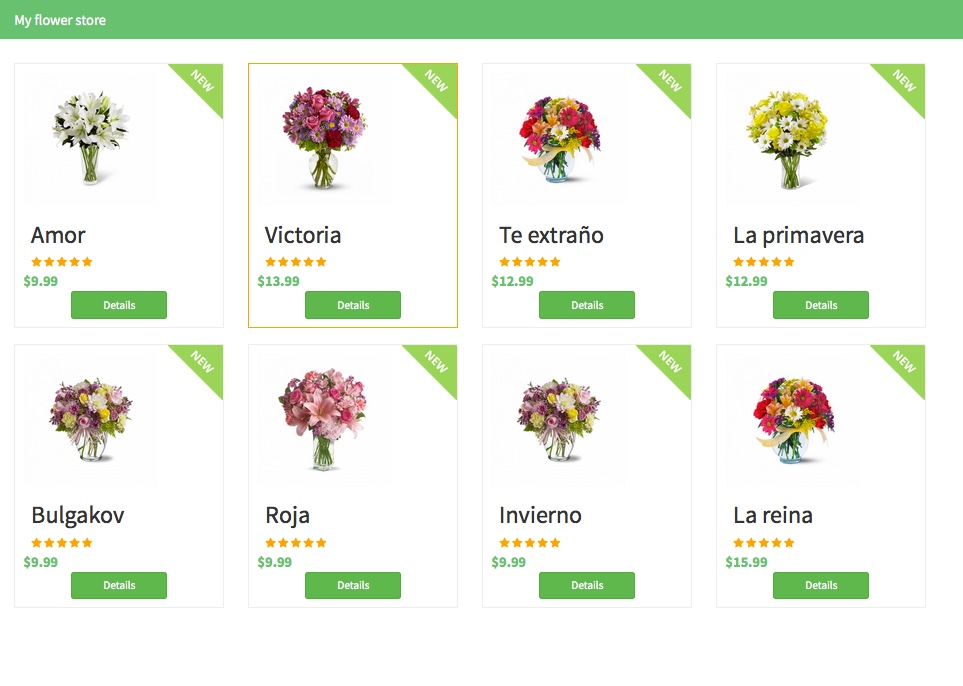 My flower store
NEW
NEW
NEW
NEW
Amor
Victoria
Te extraño
La primavera
$9.99
$13.99
$12.99
$12.99
Details
Details
Details
Details
NEW
NEW
NEW
NEW
Bulgakov
Roja
Invierno
La reina
$9.99
$9.99
$9.99
$15.99
Details
Details
Details
Details